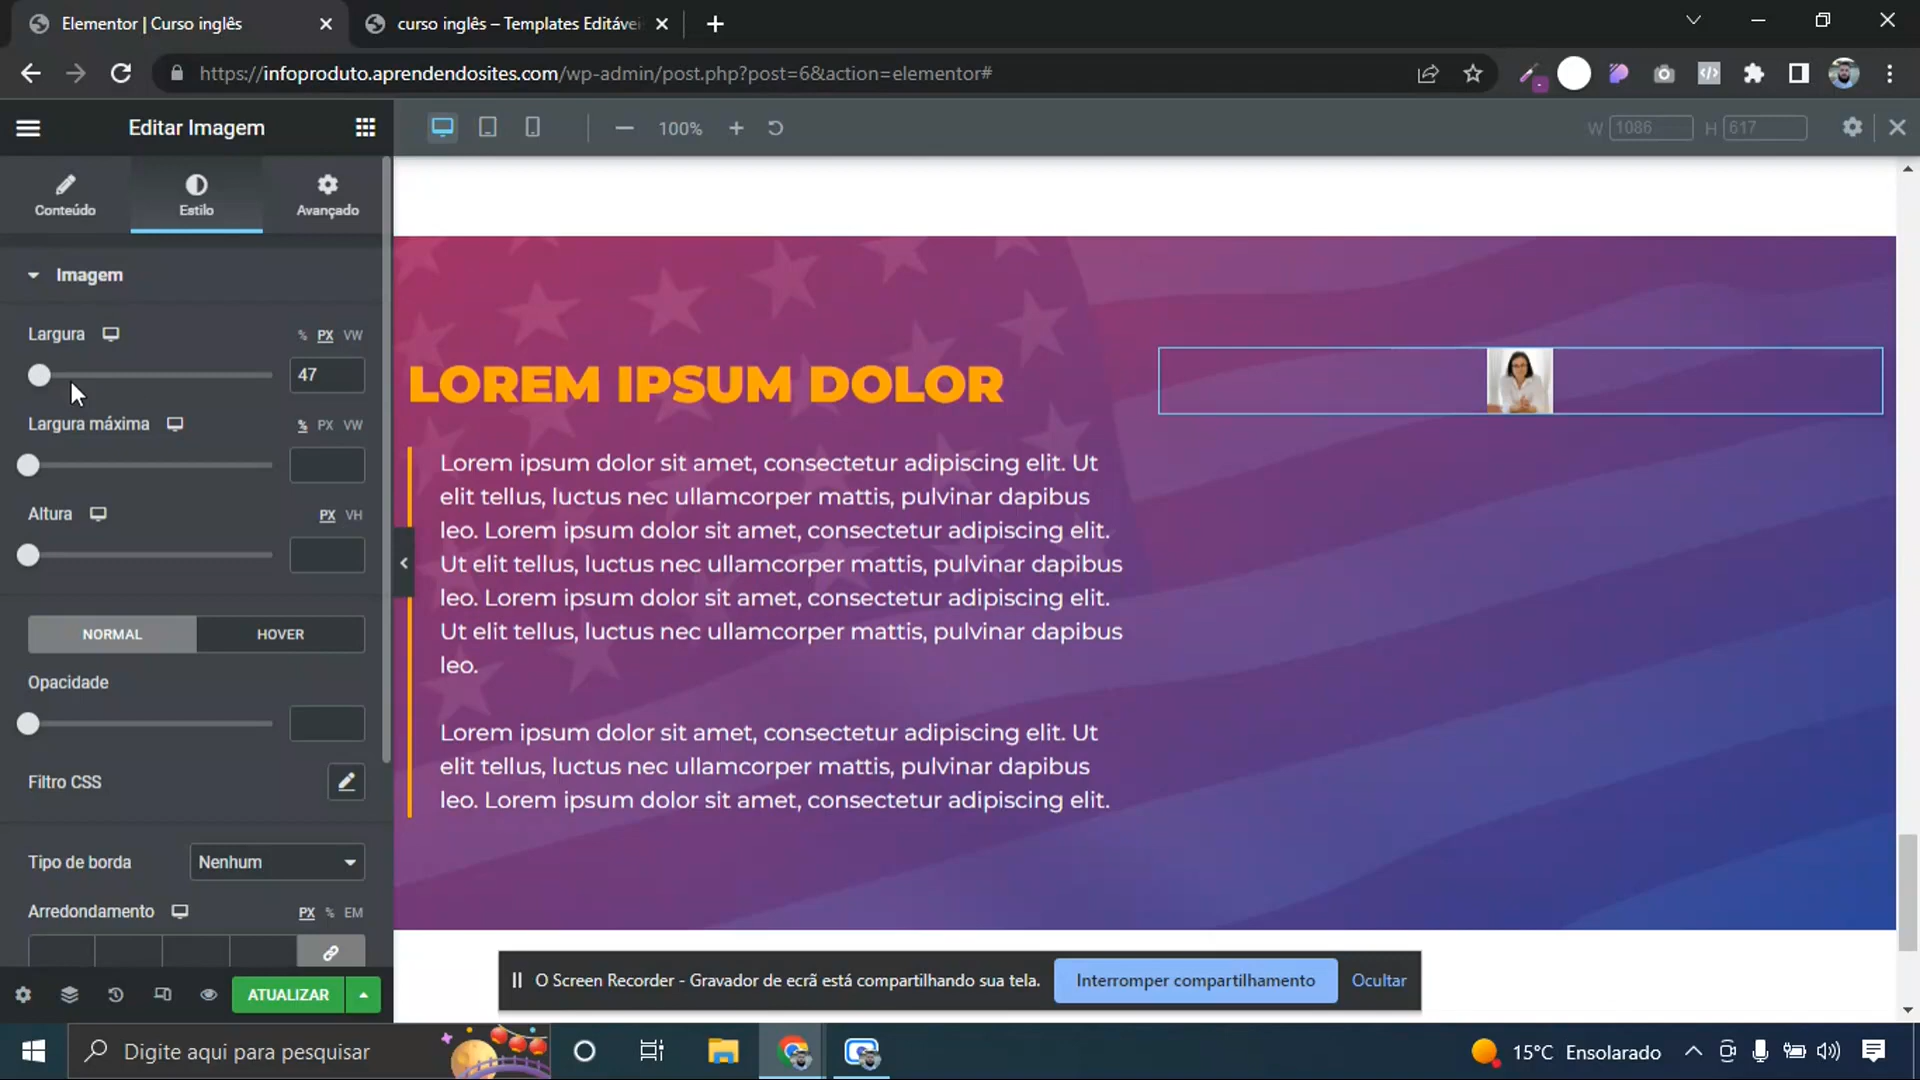 Elementor | Curso inglês
curso inglês – Templates Editávei
https://infoproduto.aprendendosites.com/wp-admin/post.php?post=6&action=elementor#
Editar Imagem
100%
W 1086 H 617
Conteúdo
Estilo
Avançado
Imagem
Largura % PX VW
47
Largura máxima % PX VW
Altura PX VH
NORMAL HOVER
Opacidade
Filtro CSS
Tipo de borda Nenhum
Arredondamento PX % EM
ATUALIZAR
LOREM IPSUM DOLOR
Lorem ipsum dolor sit amet, consectetur adipiscing elit. Ut
elit tellus, luctus nec ullamcorper mattis, pulvinar dapibus
leo. Lorem ipsum dolor sit amet, consectetur adipiscing elit.
Ut elit tellus, luctus nec ullamcorper mattis, pulvinar dapibus
leo. Lorem ipsum dolor sit amet, consectetur adipiscing elit.
Ut elit tellus, luctus nec ullamcorper mattis, pulvinar dapibus
leo.
Lorem ipsum dolor sit amet, consectetur adipiscing elit. Ut
elit tellus, luctus nec ullamcorper mattis, pulvinar dapibus
leo. Lorem ipsum dolor sit amet, consectetur adipiscing elit.
O Screen Recorder - Gravador de ecrã está compartilhando sua tela.
Interromper compartilhamento
Ocultar
Digite aqui para pesquisar
15°C Ensolarado